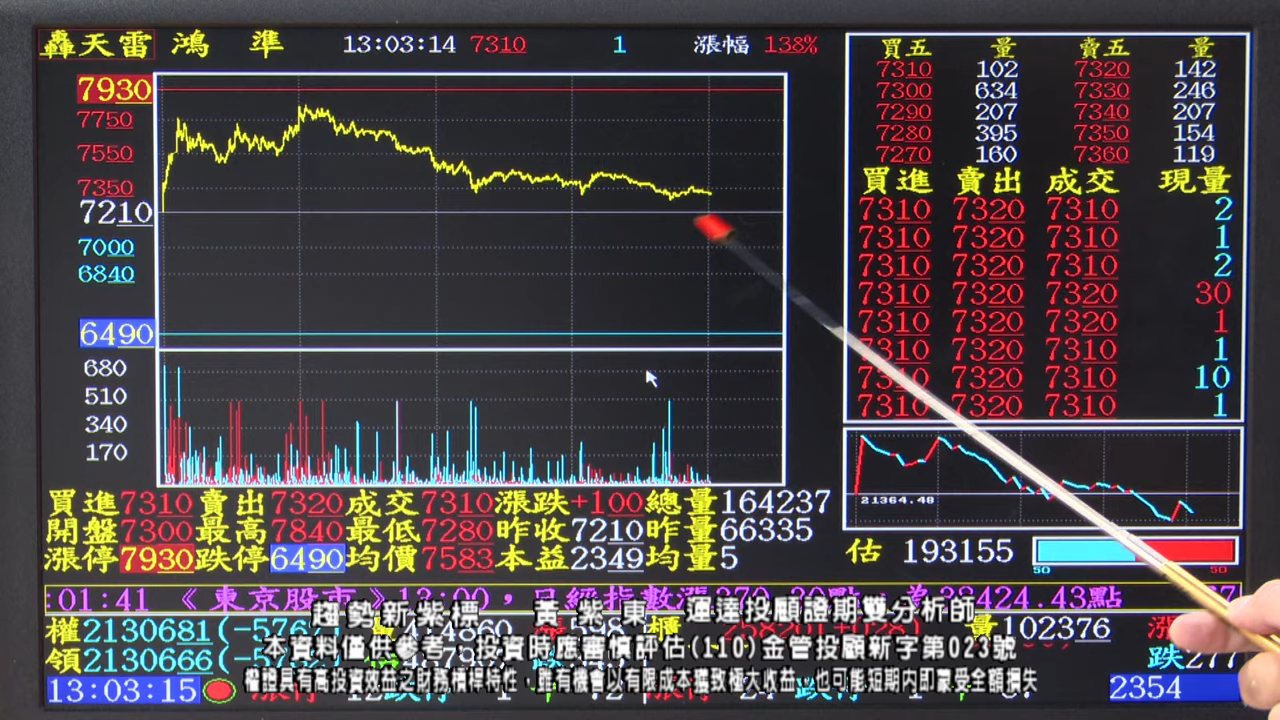 轟天雷 鴻 準 13:03:14 7310 1 漲幅 138%
7930
7750
7550
7350
7210
7000
6840
6490
680
510
340
170
買五 量 賣五 量
7310 102 7320 142
7300 634 7330 246
7290 207 7340 207
7280 395 7350 154
7270 160 7360 119
買進 賣出 成交 現量
7310 7320 7310 2
7310 7320 7310 1
7310 7320 7310 2
7310 7320 7320 30
7310 7320 7320 1
7310 7320 7310 1
7310 7320 7310 10
7310 7320 7310 1
21364.48
買進7310賣出7320成交7310漲跌+100總量164237
開盤7300最高7840最低7280昨收7210昨量66335
漲停7930跌停6490均價7583本益2349均量5
估 193155
50 50
:01:41 《東京股市》13:00,日經指數漲
38424.43點
趨勢新紫標 黃紫東 運達投顧證期雙分析師
權2130681(-576
量102376
本資料僅供參考,投資時應審慎評估(110)金管投顧新字第023號
領2130666
跌277
權證具有高投資效益之財務槓桿特性,雖有機會以有限成本獲致極大收益,也可能短期內即蒙受全額損失
13:03:15
2354